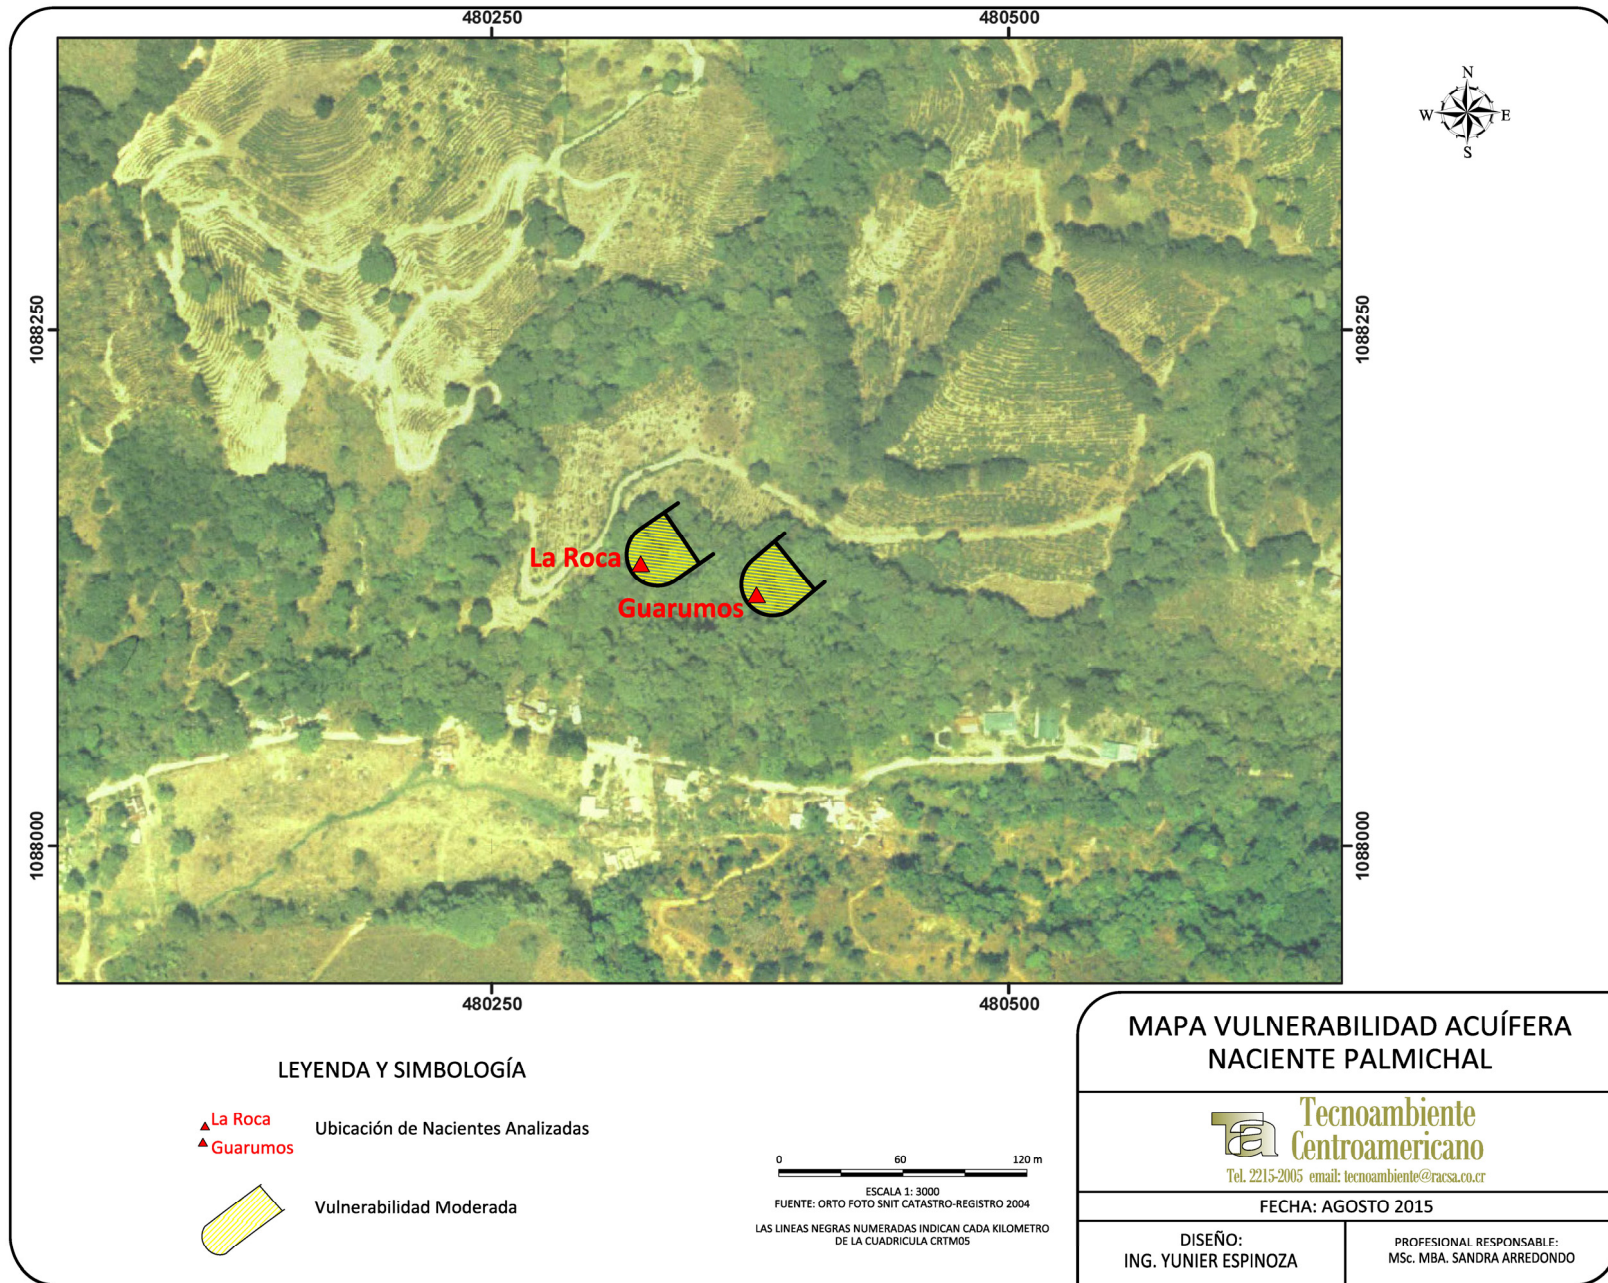 480250
480500
N
W
E
S
1088250
1088250
La Roca
Guarumos
1088000
1088000
480250
480500
LEYENDA Y SIMBOLOGÍA
La Roca
Guarumos
Ubicación de Nacientes Analizadas
Vulnerabilidad Moderada
0 60 120 m
ESCALA 1: 3000
FUENTE: ORTO FOTO SNIT CATASTRO-REGISTRO 2004
LAS LINEAS NEGRAS NUMERADAS INDICAN CADA KILOMETRO
DE LA CUADRICULA CRTM05
MAPA VULNERABILIDAD ACUÍFERA
NACIENTE PALMICHAL
ta
Tecnoambiente
Centroamericano
Tel. 2215-2005 email: tecnoambiente@racsa.co.cr
FECHA: AGOSTO 2015
DISEÑO:
ING. YUNIER ESPINOZA
PROFESIONAL RESPONSABLE:
MSc. MBA. SANDRA ARREDONDO